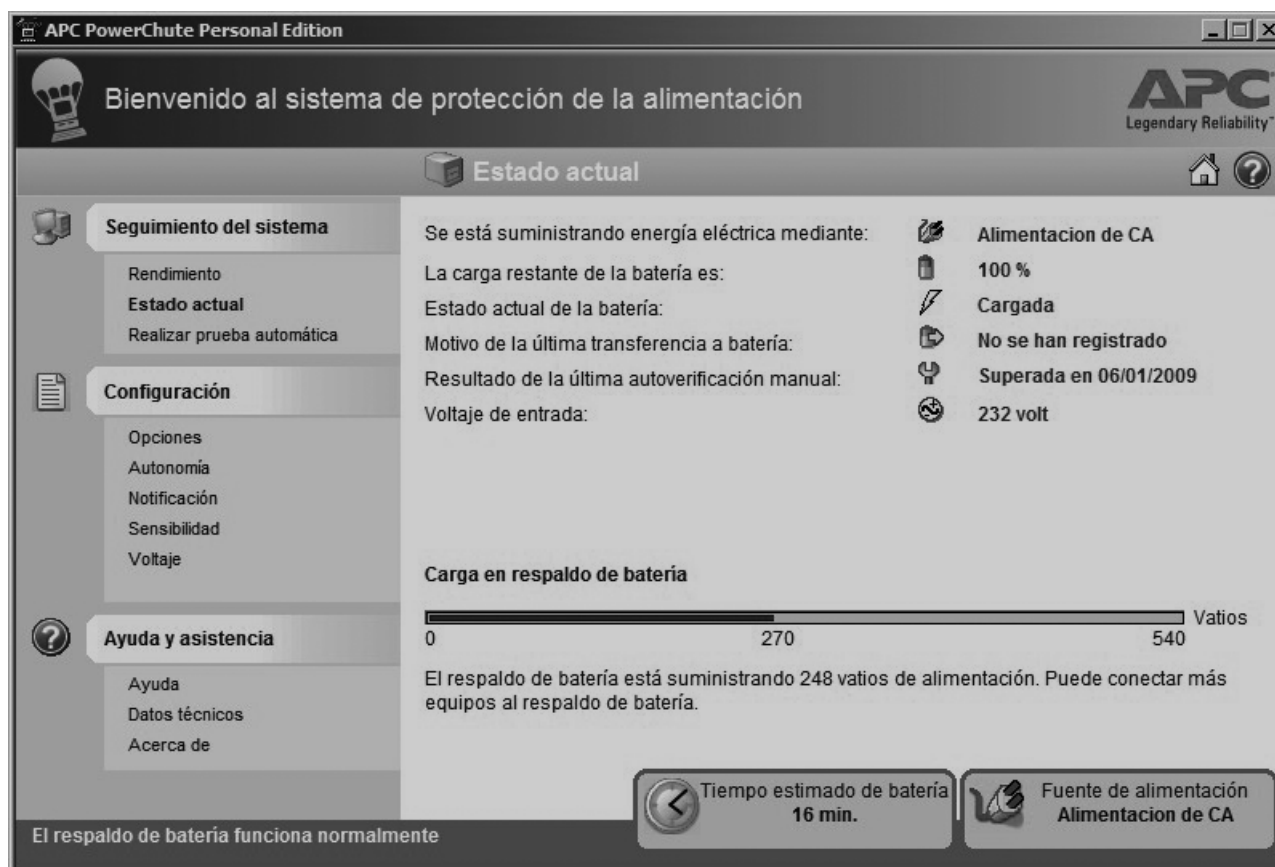 APC PowerChute Personal Edition
Bienvenido al sistema de protección de la alimentación
APC
Legendary Reliability™
Estado actual
Seguimiento del sistema
Rendimiento
Estado actual
Realizar prueba automática
Configuración
Opciones
Autonomía
Notificación
Sensibilidad
Voltaje
Ayuda y asistencia
Ayuda
Datos técnicos
Acerca de
Se está suministrando energía eléctrica mediante: Alimentacion de CA
La carga restante de la batería es: 100 %
Estado actual de la batería: Cargada
Motivo de la última transferencia a batería: No se han registrado
Resultado de la última autoverificación manual: Superada en 06/01/2009
Voltaje de entrada: 232 volt
Carga en respaldo de batería
Vatios
0 270 540
El respaldo de batería está suministrando 248 vatios de alimentación. Puede conectar más
equipos al respaldo de batería.
Tiempo estimado de batería
16 min.
Fuente de alimentación
Alimentacion de CA
El respaldo de batería funciona normalmente